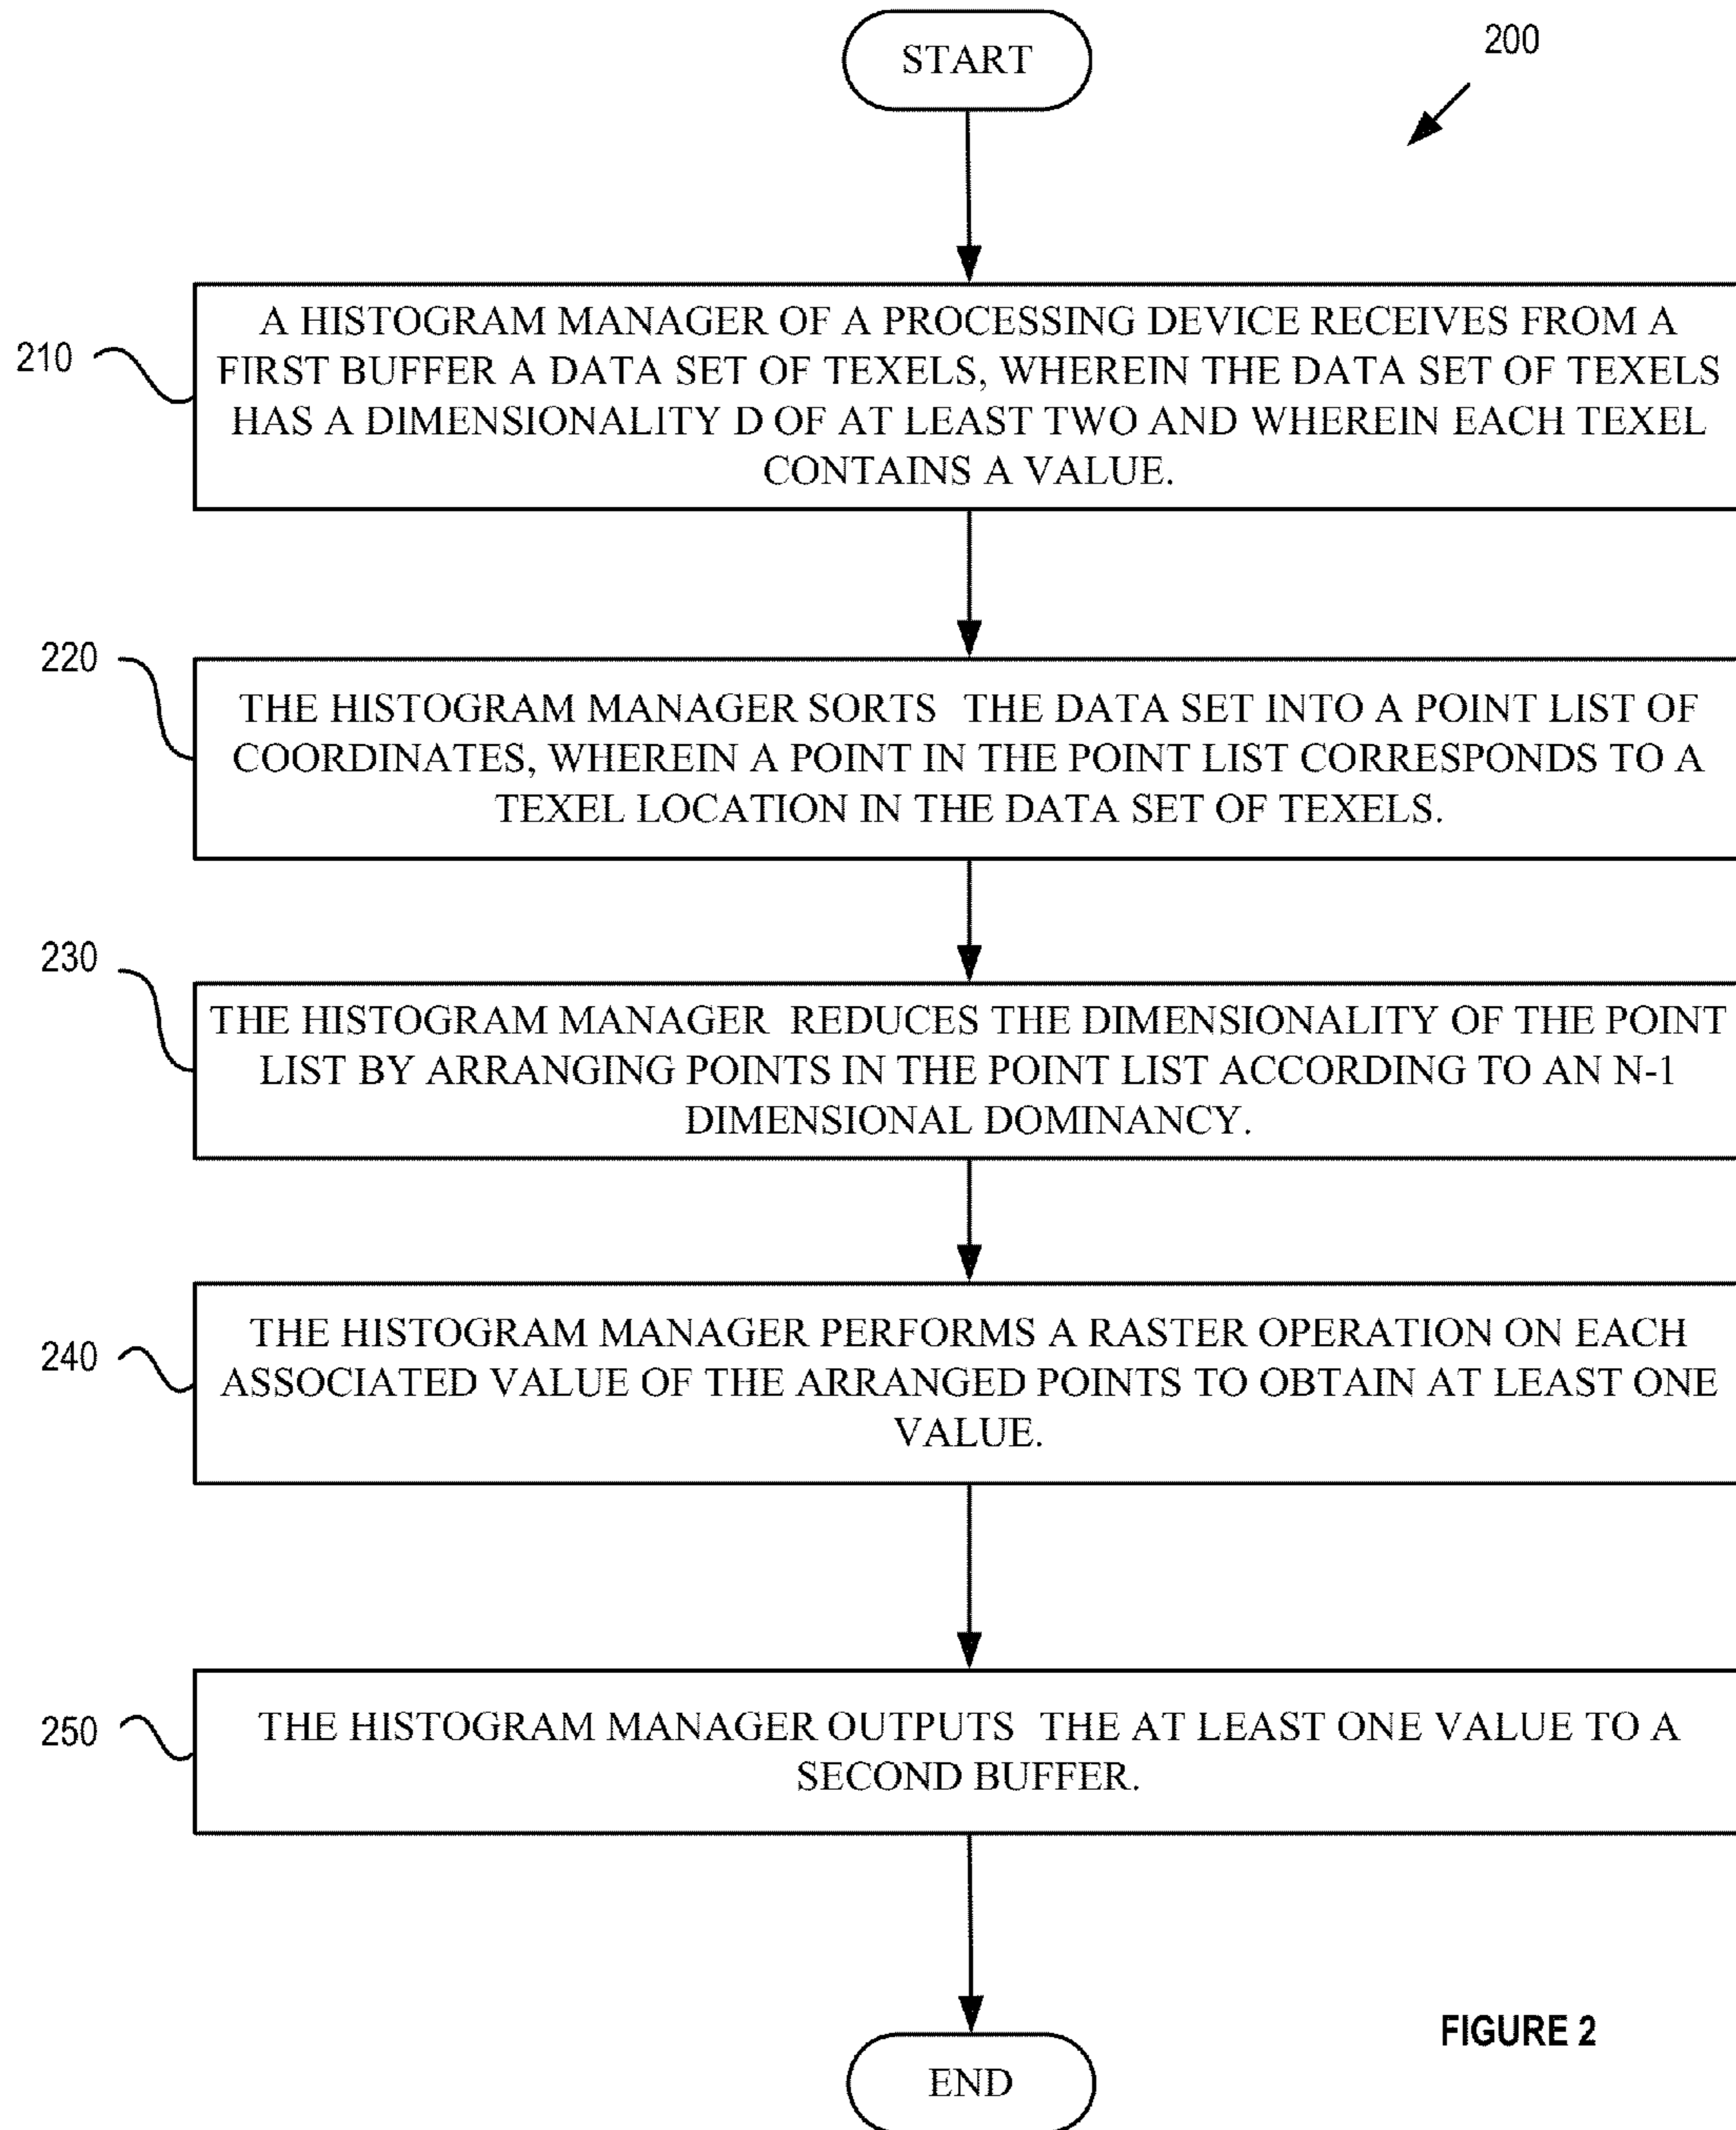 START
200
210
A HISTOGRAM MANAGER OF A PROCESSING DEVICE RECEIVES FROM A
FIRST BUFFER A DATA SET OF TEXELS, WHEREIN THE DATA SET OF TEXELS
HAS A DIMENSIONALITY D OF AT LEAST TWO AND WHEREIN EACH TEXEL
CONTAINS A VALUE.
220
THE HISTOGRAM MANAGER SORTS THE DATA SET INTO A POINT LIST OF
COORDINATES, WHEREIN A POINT IN THE POINT LIST CORRESPONDS TO A
TEXEL LOCATION IN THE DATA SET OF TEXELS.
230
THE HISTOGRAM MANAGER REDUCES THE DIMENSIONALITY OF THE POINT
LIST BY ARRANGING POINTS IN THE POINT LIST ACCORDING TO AN N-1
DIMENSIONAL DOMINANCY.
240
THE HISTOGRAM MANAGER PERFORMS A RASTER OPERATION ON EACH
ASSOCIATED VALUE OF THE ARRANGED POINTS TO OBTAIN AT LEAST ONE
VALUE.
250
THE HISTOGRAM MANAGER OUTPUTS THE AT LEAST ONE VALUE TO A
SECOND BUFFER.
FIGURE 2
END